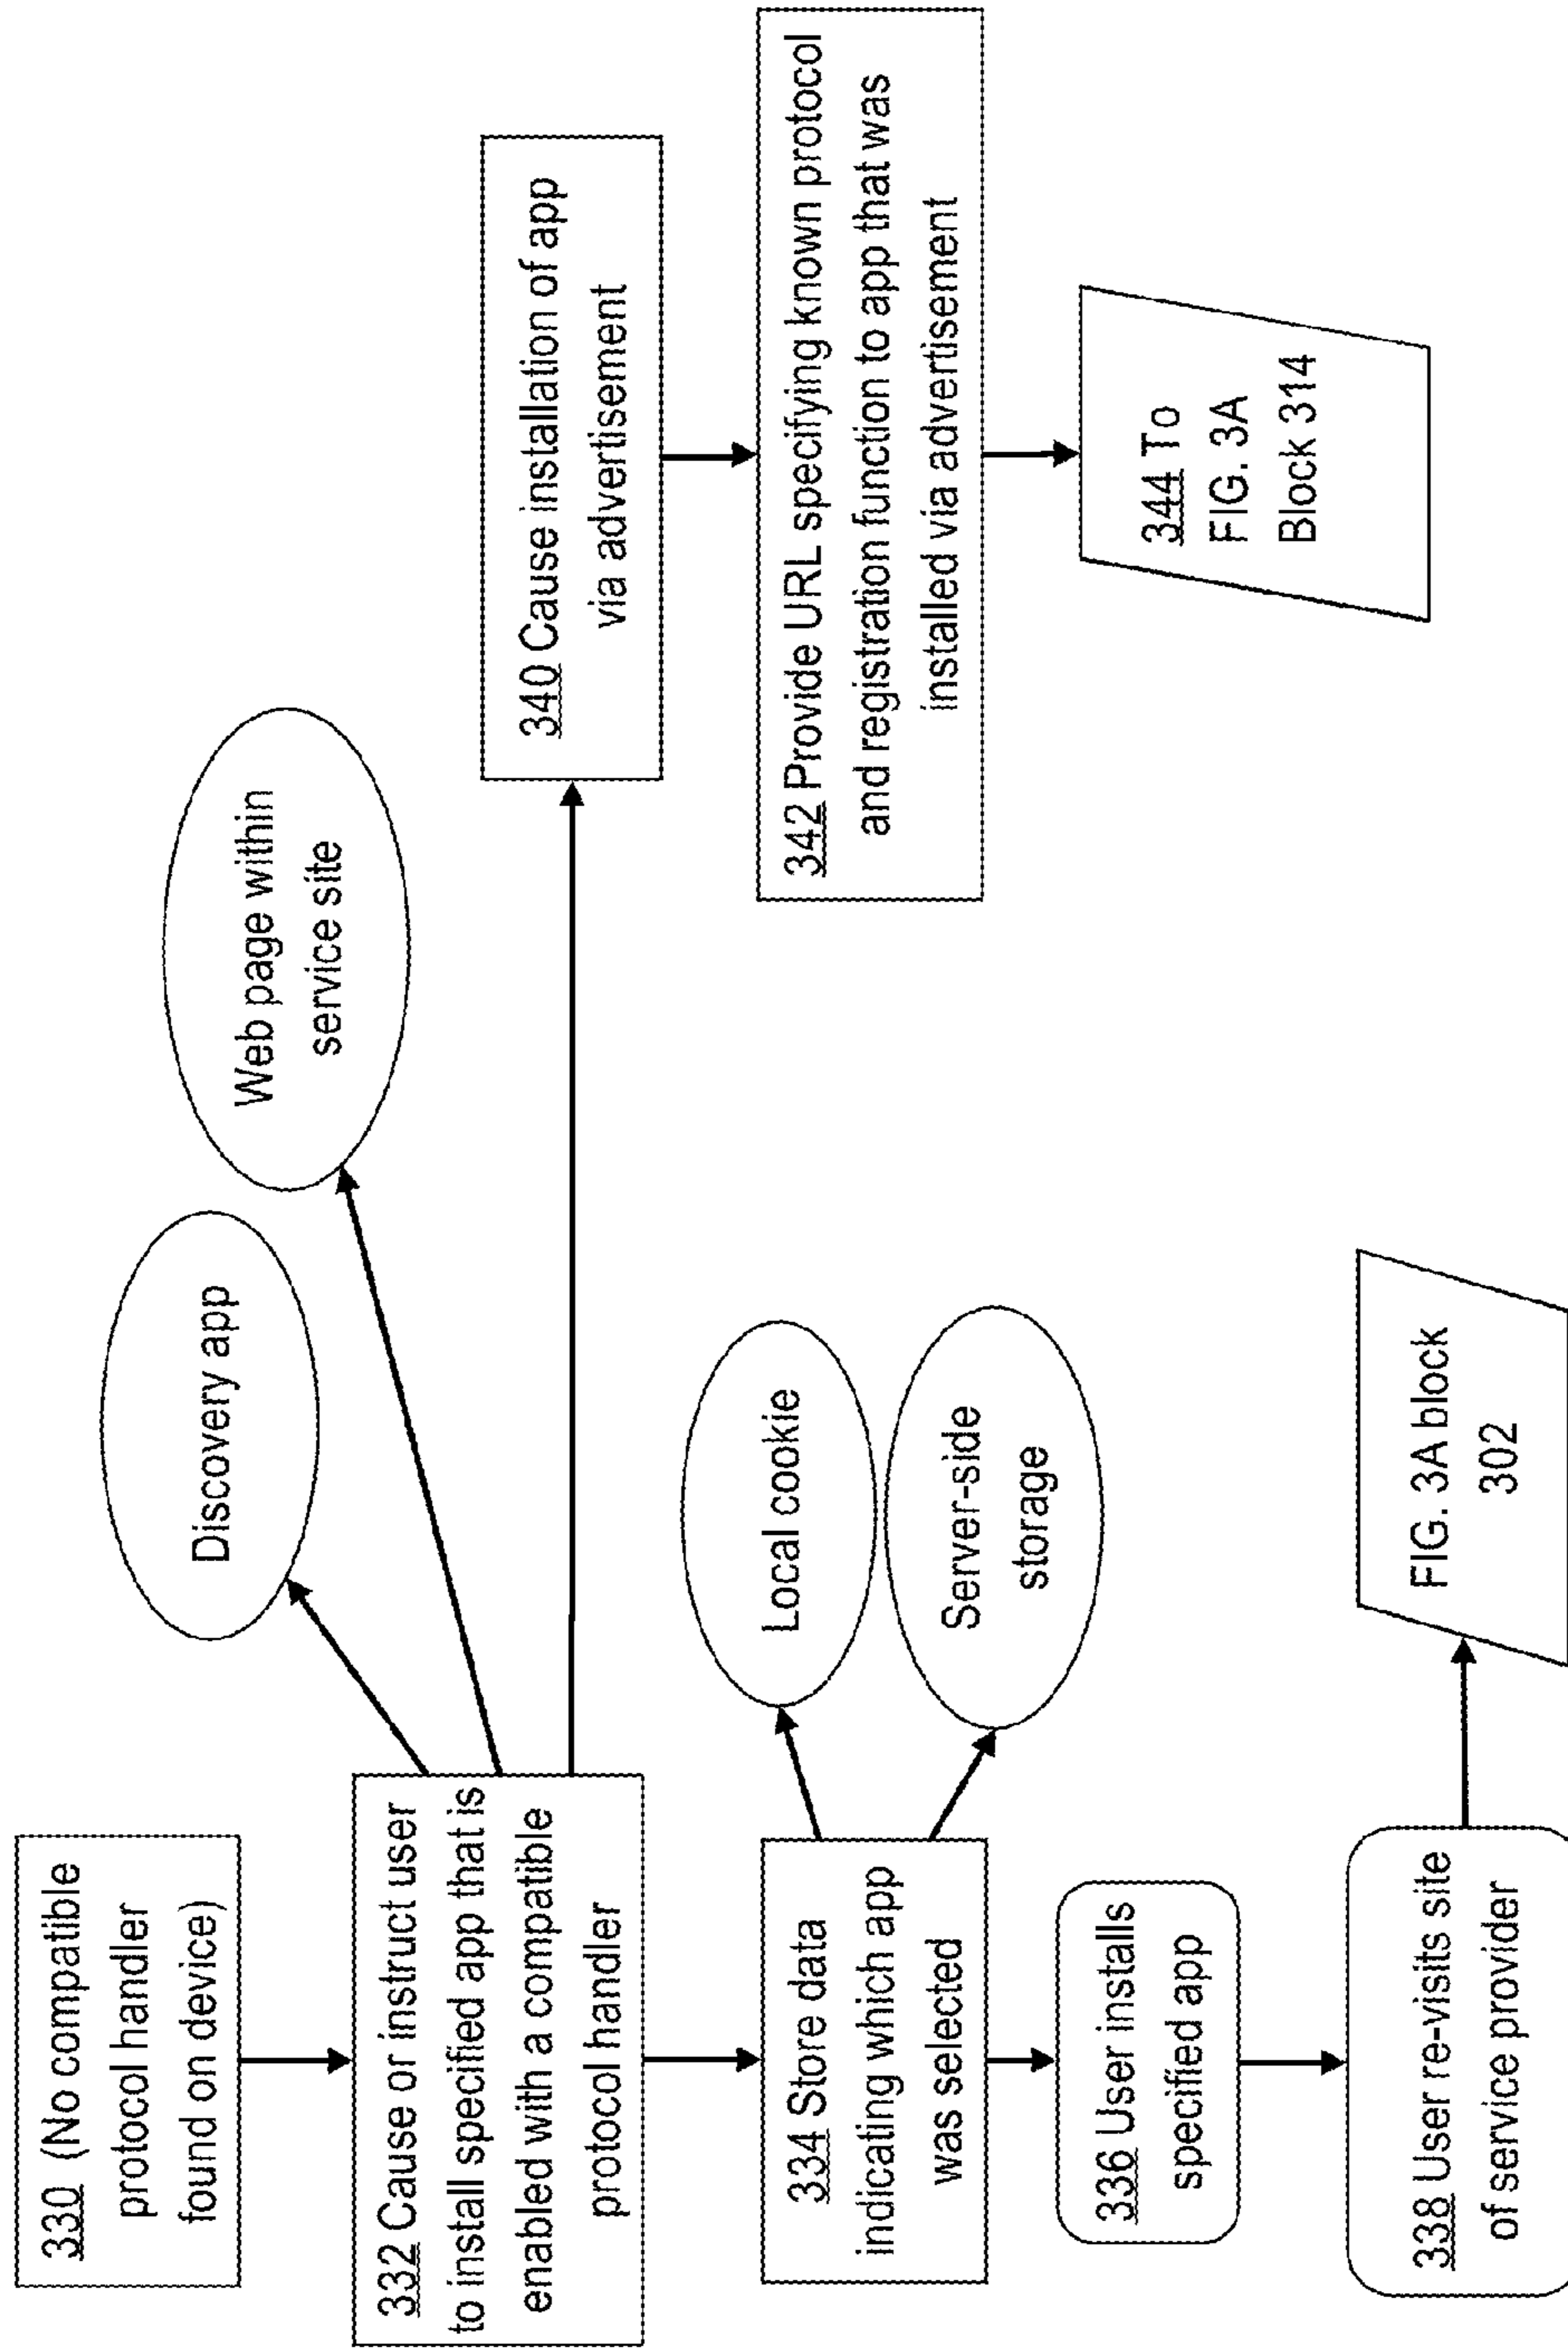 330 (No compatible
protocol handler
found on device)
332 Cause or instruct user
to install specified app that is
enabled with a compatible
protocol handler
Discovery app
Web page within
service site
340 Cause installation of app
via advertisement
342 Provide URL specifying known protocol
and registration function to app that was
installed via advertisement
344 To
FIG. 3A
Block 314
334 Store data
indicating which app
was selected
Local cookie
Server-side
storage
336 User installs
specified app
338 User re-visits site
of service provider
FIG. 3A block
302